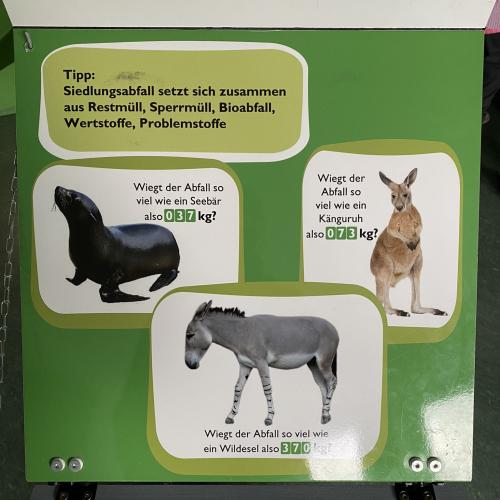 Tipp:
Siedlungsabfall setzt sich zusammen
aus Restmüll, Sperrmüll, Bioabfall,
Wertstoffe, Problemstoffe
Wiegt der Abfall so
viel wie ein Seebär
also 037 kg?
Wiegt der
Abfall so
viel wie ein
Känguruh
also 073 kg?
Wiegt der Abfall so viel wie
ein Wildesel also 370 kg?